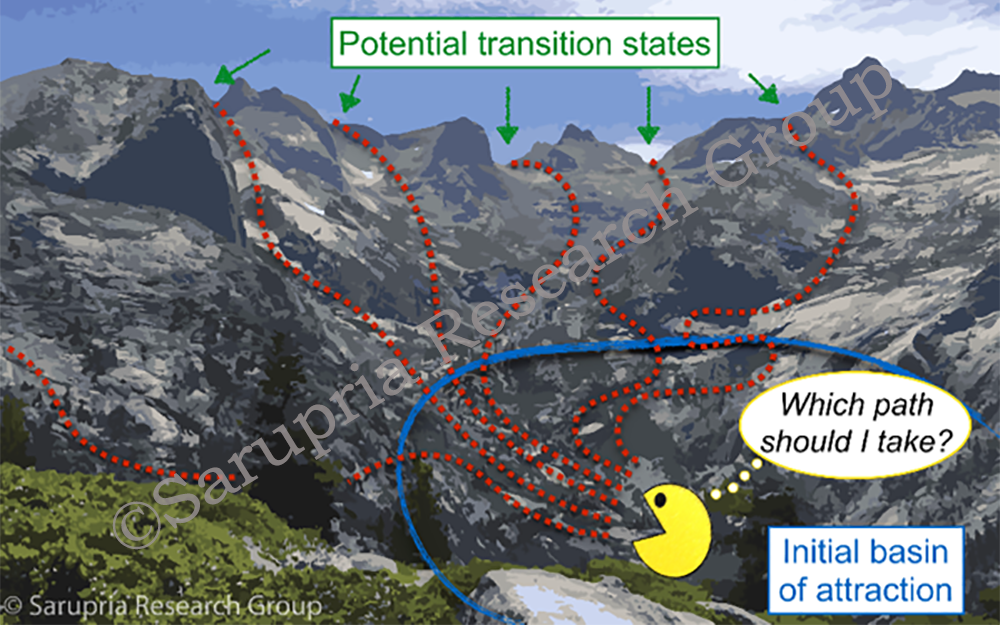 Potential transition states
Which path
should I take?
Initial basin
of attraction
©Sarupria Research Group
© Sarupria Research Group